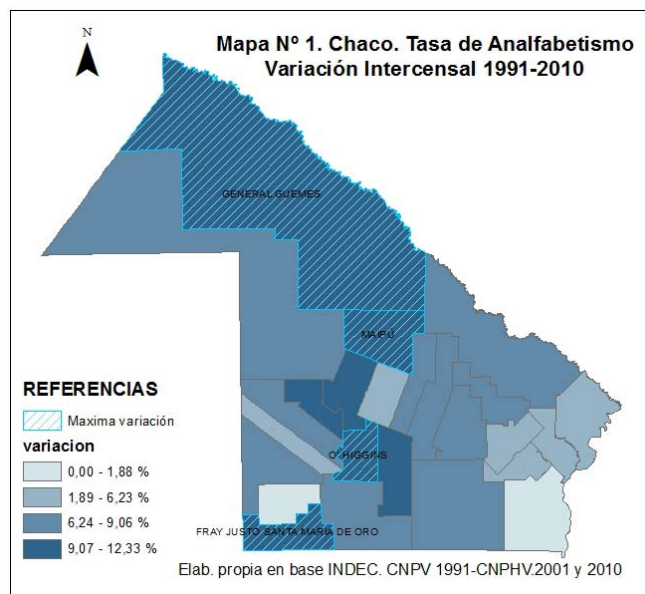 Mapa Nº 1. Chaco. Tasa de Analfabetismo
Variación Intercensal 1991-2010
N
GENERAL GÜEMES
MAIPÚ
O´HIGGINS
FRAY JUSTO SANTA MARIA DE ORO
REFERENCIAS
Maxima variación
variacion
0,00 - 1,88 %
1,89 - 6,23 %
6,24 - 9,06 %
9,07 - 12,33 %
Elab. propia en base INDEC. CNPV 1991-CNPHV.2001 y 2010